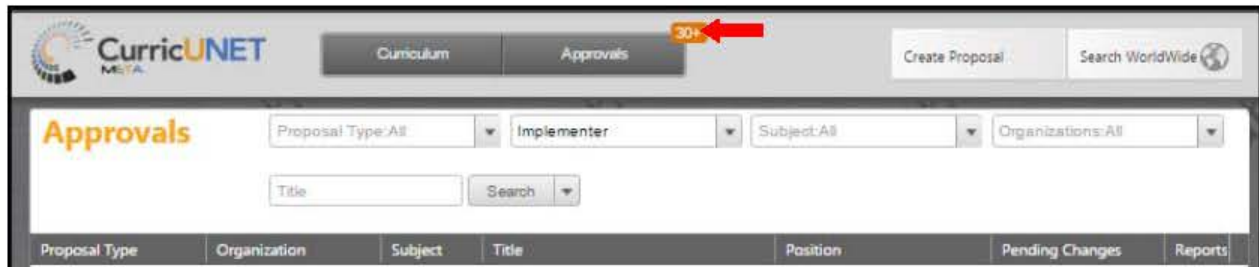 CurricUNET
META
Curriculum
Approvals
30+
Create Proposal
Search WorldWide
Approvals
Proposal Type:All
Implementer
Subject:All
Organizations:All
Title
Search
Proposal Type
Organization
Subject
Title
Position
Pending Changes
Reports